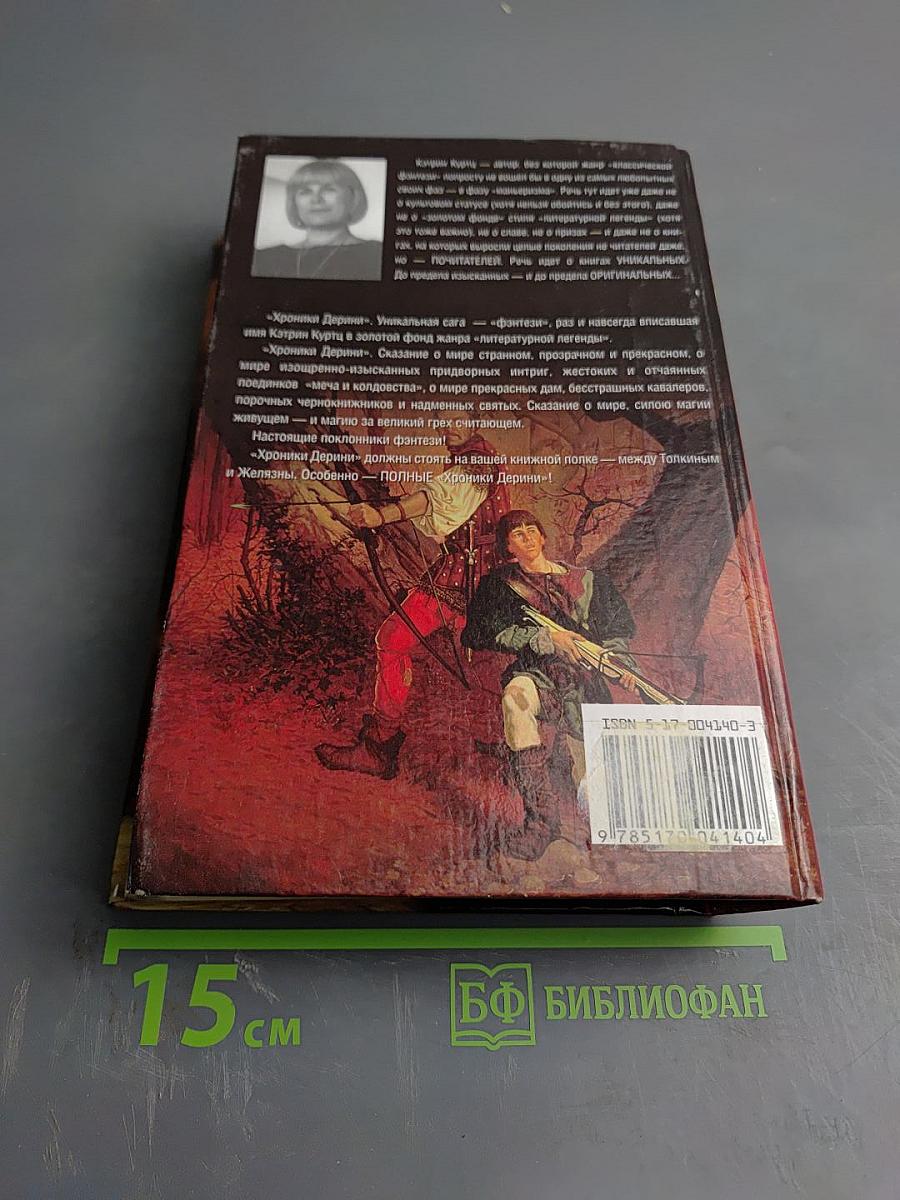 Кэтрин Куртц — автор, без которой жанр «классической
фэнтези» попросту не вошел бы в одну из самых любопытных
своих фаз — в фазу «маньеризма». Речь тут идет уже даже не
о культовом статусе (хотя нельзя обойтись и без этого), даже
не о «золотом фонде» стиля «литературной легенды» (хотя
это тоже важно), не о славе, не о призах — и даже не о кни-
гах, на которых выросли целые поколения не читателей даже,
но — ПОЧИТАТЕЛЕЙ. Речь идет о книгах УНИКАЛЬНЫХ.
До предела изысканных — и до предела ОРИГИНАЛЬНЫХ...
«Хроники Дерини». Уникальная сага — «фэнтези», раз и навсегда вписавшая
имя Кэтрин Куртц в золотой фонд жанра «литературной легенды».
«Хроники Дерини». Сказание о мире странном, прозрачном и прекрасном, о
мире изощренно-изысканных придворных интриг, жестоких и отчаянных
поединков «меча и колдовства», о мире прекрасных дам, бесстрашных кавалеров,
порочных чернокнижников и надменных святых. Сказание о мире, силою магии
живущем — и магию за великий грех считающем.
Настоящие поклонники фэнтези!
«Хроники Дерини» должны стоять на вашей книжной полке — между Толкиным
и Желязны. Особенно — ПОЛНЫЕ «Хроники Дерини»!
ISBN 5-17-004140-3
9 785170 041404
15 см
БФ БИБЛИОФАН